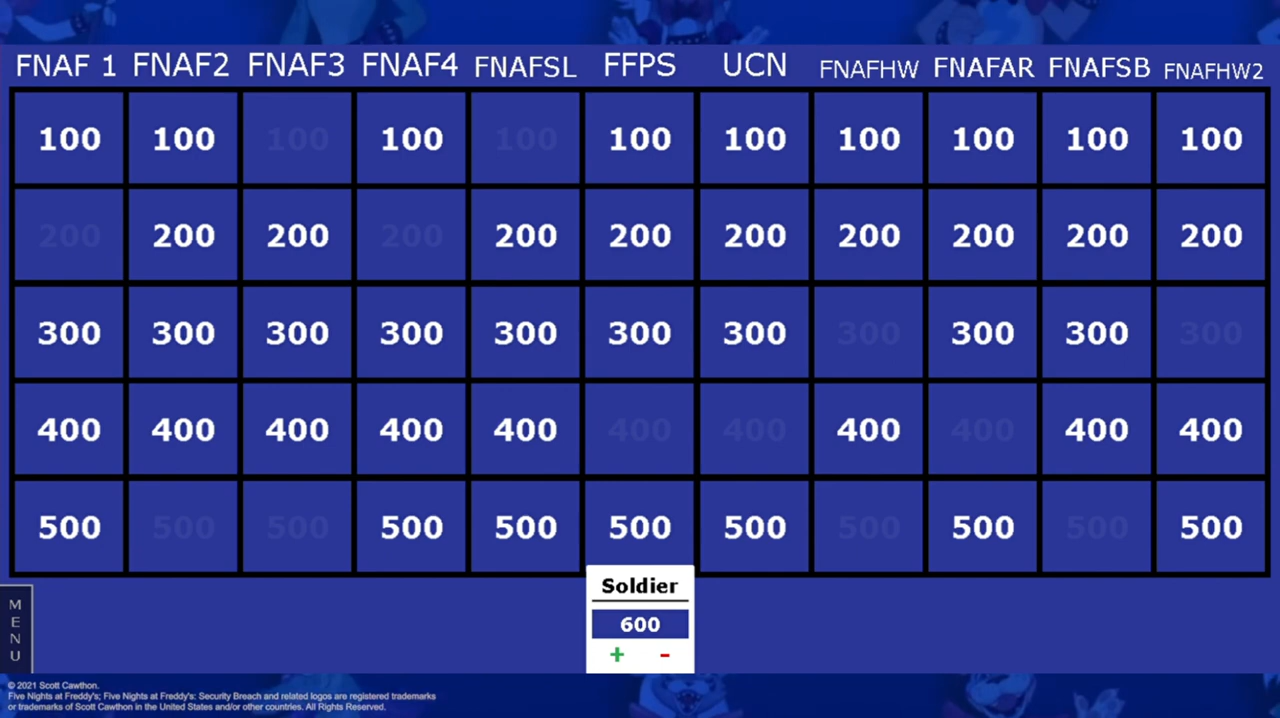 FNAF 1 FNAF2 FNAF3 FNAF4 FNAFSL FFPS UCN FNAFHW FNAFAR FNAFSB FNAFHW2
100 100 100 100 100 100 100 100 100 100 100
200 200 200 200 200 200 200 200 200 200 200
300 300 300 300 300 300 300 300 300 300 300
400 400 400 400 400 400 400 400 400 400 400
500 500 500 500 500 500 500 500 500 500 500
Soldier
600
+ -
MENU
© 2021 Scott Cawthon.
Five Nights at Freddy's; Five Nights at Freddy's: Security Breach and related logos are registered trademarks
or trademarks of Scott Cawthon in the United States and/or other countries. All Rights Reserved.